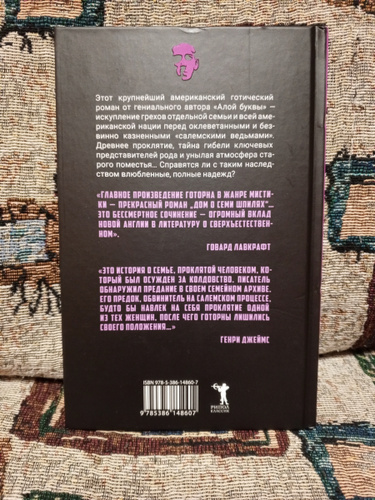 Этот крупнейший американский готический
роман от гениального автора «Алой буквы» —
искупление грехов отдельной семьи и всей аме-
риканской нации перед оклеветанными и без-
винно казненными «салемскими ведьмами».
Древнее проклятие, тайна гибели ключевых
представителей рода и унылая атмосфера ста-
рого поместья... Справятся ли с таким насле-
дством влюбленные, полные надежд?
«ГЛАВНОЕ ПРОИЗВЕДЕНИЕ ГОТОРНА В ЖАНРЕ МИСТИ-
КИ — ПРЕКРАСНЫЙ РОМАН „ДОМ О СЕМИ ШПИЛЯХ“...
ЭТО БЕССМЕРТНОЕ СОЧИНЕНИЕ — ОГРОМНЫЙ ВКЛАД
НОВОЙ АНГЛИИ В ЛИТЕРАТУРУ О СВЕРХЪЕСТЕСТВЕН-
НОМ».
ГОВАРД ЛАВКРАФТ
«ЭТО ИСТОРИЯ О СЕМЬЕ, ПРОКЛЯТОЙ ЧЕЛОВЕКОМ, КО-
ТОРЫЙ БЫЛ ОСУЖДЕН ЗА КОЛДОВСТВО. ПИСАТЕЛЬ
ОБНАРУЖИЛ ПРЕДАНИЕ В СВОЕМ СЕМЕЙНОМ АРХИВЕ.
ЕГО ПРЕДОК, ОБВИНИТЕЛЬ НА САЛЕМСКОМ ПРОЦЕССЕ,
БУДТО БЫ НАВЛЕК НА СЕБЯ ПРОКЛЯТИЕ ОДНОЙ
ИЗ ТЕХ ЖЕНЩИН, ПОСЛЕ ЧЕГО ГОТОРНЫ ЛИШИЛИСЬ
СВОЕГО ПОЛОЖЕНИЯ...»
ГЕНРИ ДЖЕЙМС
ISBN 978-5-386-14860-7
9 785386 148607
РИПОЛ
КЛАССИК